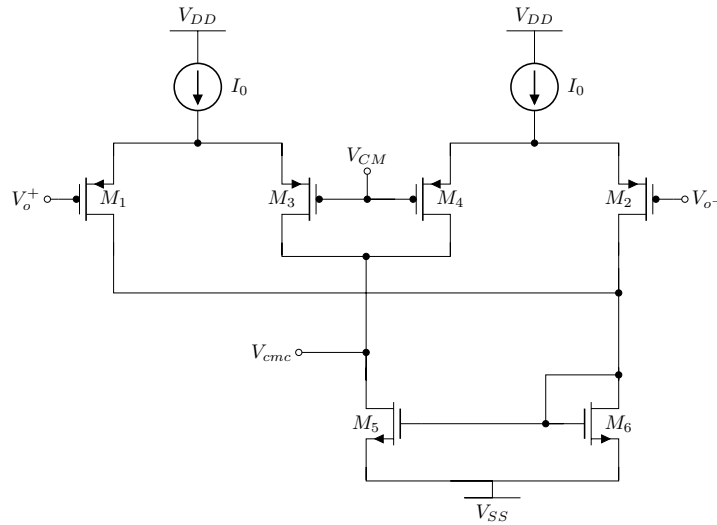 V_DD V_DD
I_0 I_0
V_CM
V_o^+ M_1 M_3 M_4 M_2 V_o-
V_cmc
M_5 M_6
V_SS